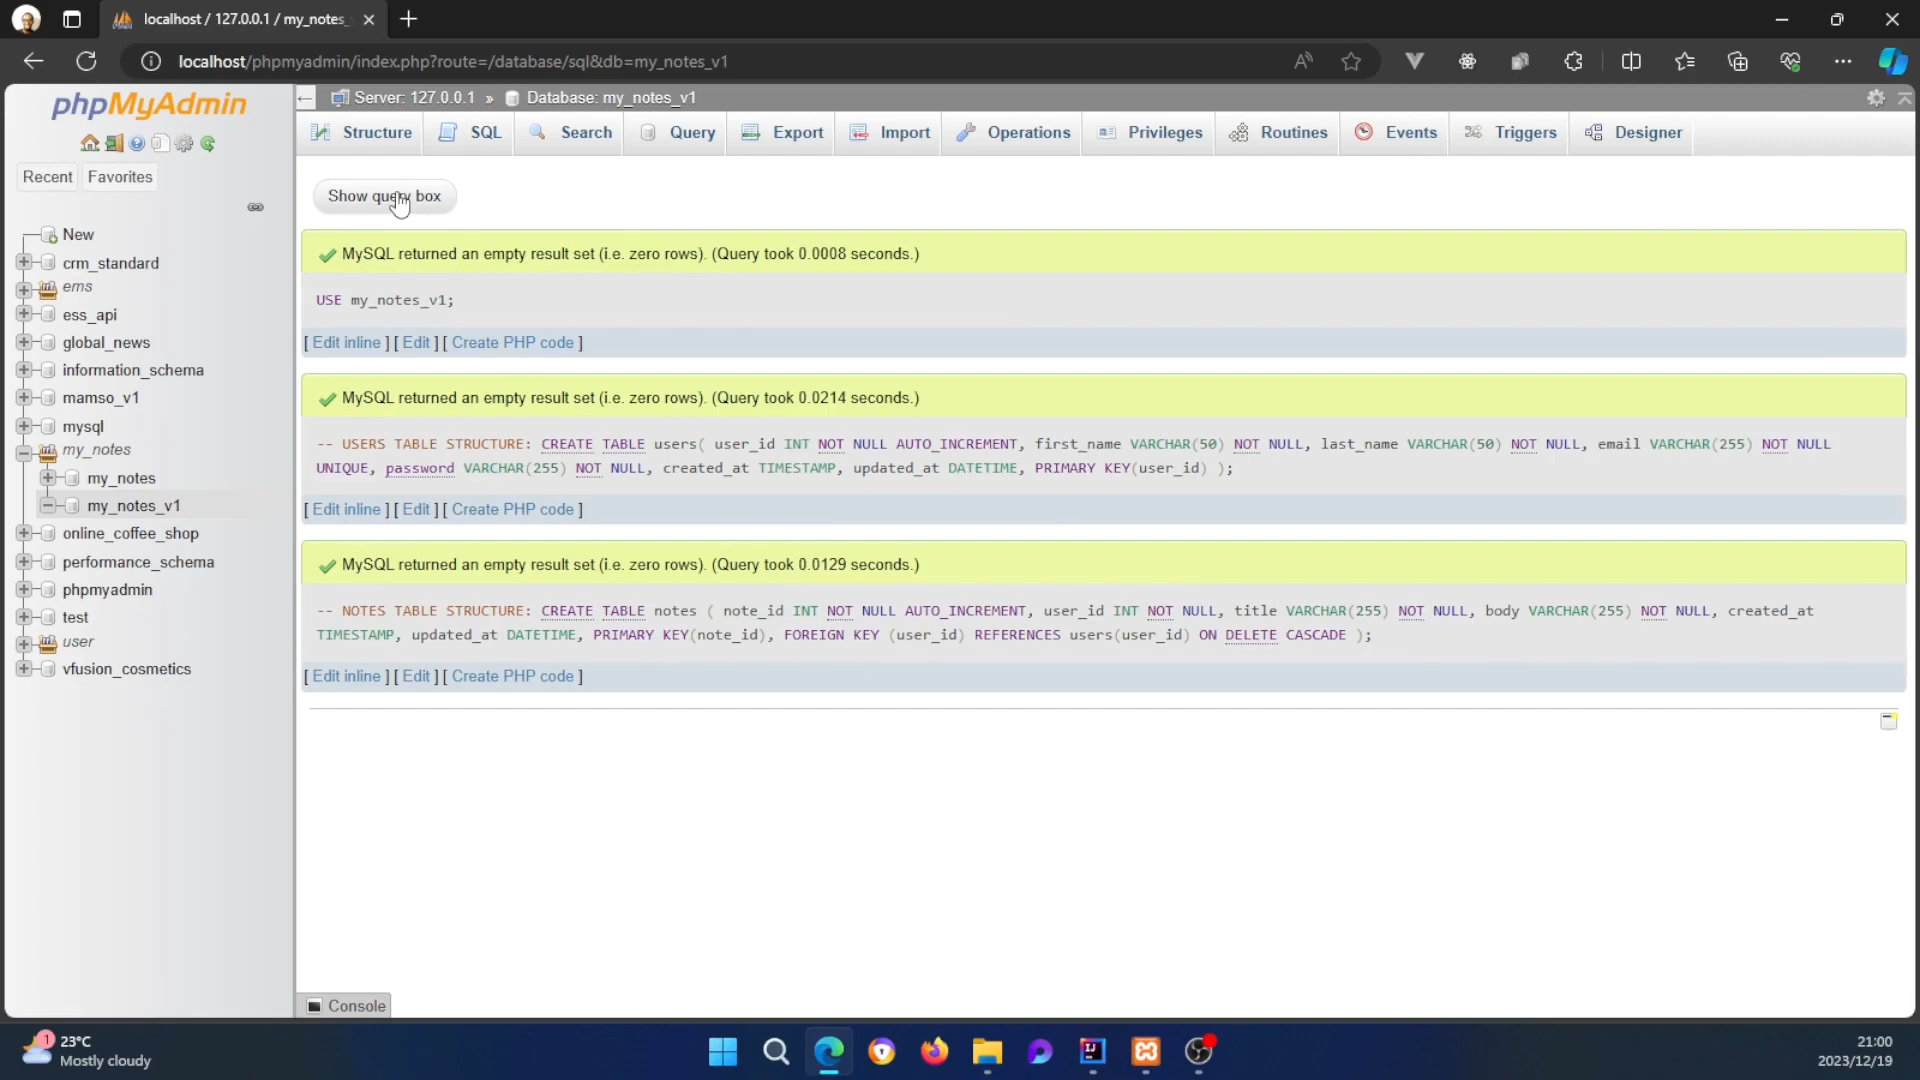 localhost / 127.0.0.1 / my_notes_
localhost/phpmyadmin/index.php?route=/database/sql&db=my_notes_v1
phpMyAdmin
Recent
Favorites
New
crm_standard
ems
ess_api
global_news
information_schema
mamso_v1
mysql
my_notes
my_notes
my_notes_v1
online_coffee_shop
performance_schema
phpmyadmin
test
user
vfusion_cosmetics
Server: 127.0.0.1 » Database: my_notes_v1
Structure SQL Search Query Export Import Operations Privileges Routines Events Triggers Designer
Show query box
MySQL returned an empty result set (i.e. zero rows). (Query took 0.0008 seconds.)
USE my_notes_v1;
[ Edit inline ] [ Edit ] [ Create PHP code ]
MySQL returned an empty result set (i.e. zero rows). (Query took 0.0214 seconds.)
-- USERS TABLE STRUCTURE: CREATE TABLE users( user_id INT NOT NULL AUTO_INCREMENT, first_name VARCHAR(50) NOT NULL, last_name VARCHAR(50) NOT NULL, email VARCHAR(255) NOT NULL
UNIQUE, password VARCHAR(255) NOT NULL, created_at TIMESTAMP, updated_at DATETIME, PRIMARY KEY(user_id) );
[ Edit inline ] [ Edit ] [ Create PHP code ]
MySQL returned an empty result set (i.e. zero rows). (Query took 0.0129 seconds.)
-- NOTES TABLE STRUCTURE: CREATE TABLE notes ( note_id INT NOT NULL AUTO_INCREMENT, user_id INT NOT NULL, title VARCHAR(255) NOT NULL, body VARCHAR(255) NOT NULL, created_at
TIMESTAMP, updated_at DATETIME, PRIMARY KEY(note_id), FOREIGN KEY (user_id) REFERENCES users(user_id) ON DELETE CASCADE );
[ Edit inline ] [ Edit ] [ Create PHP code ]
Console
1
23°C
Mostly cloudy
21:00
2023/12/19